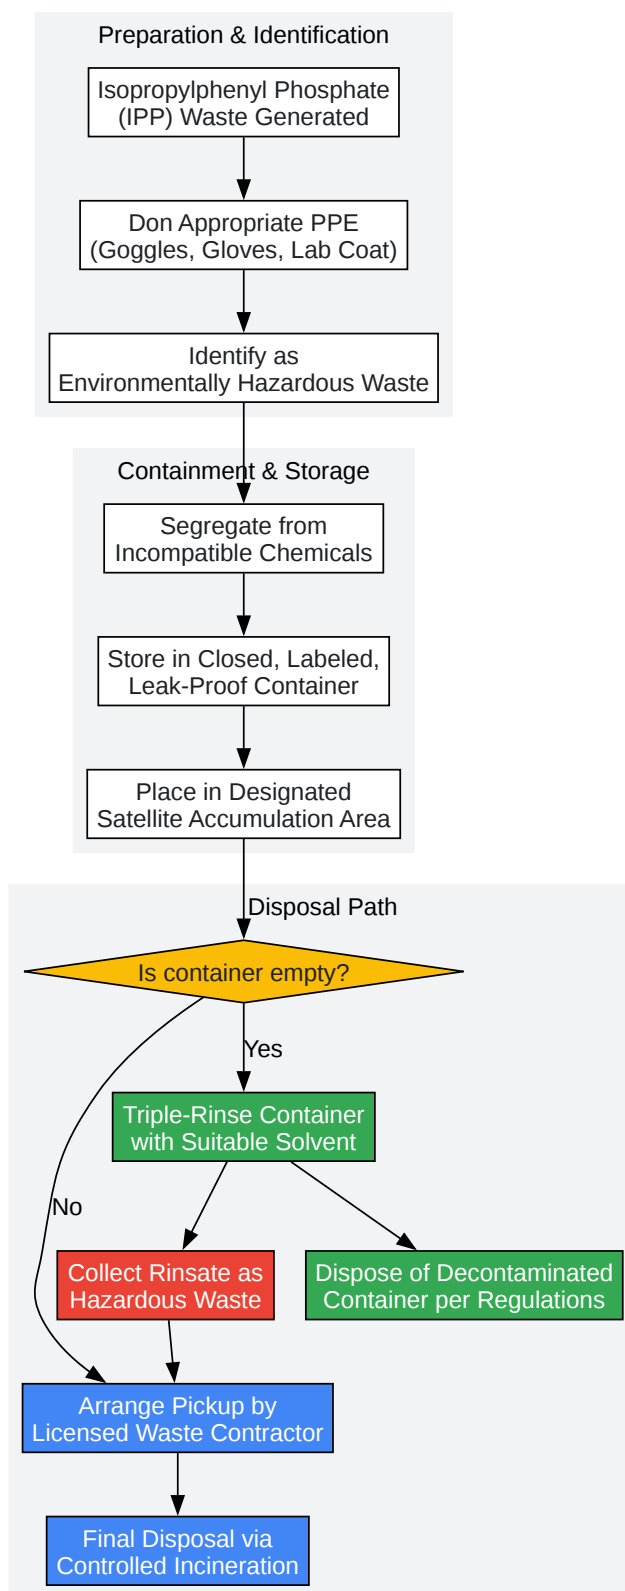 Preparation & Identification
Isopropylphenyl Phosphate
(IPP) Waste Generated
Don Appropriate PPE
(Goggles, Gloves, Lab Coat)
Identify as
Environmentally Hazardous Waste
Containment & Storage
Segregate from
Incompatible Chemicals
Store in Closed, Labeled,
Leak-Proof Container
Place in Designated
Satellite Accumulation Area
Disposal Path
Is container empty?
Yes
Triple-Rinse Container
with Suitable Solvent
No
Collect Rinsate as
Hazardous Waste
Dispose of Decontaminated
Container per Regulations
Arrange Pickup by
Licensed Waste Contractor
Final Disposal via
Controlled Incineration